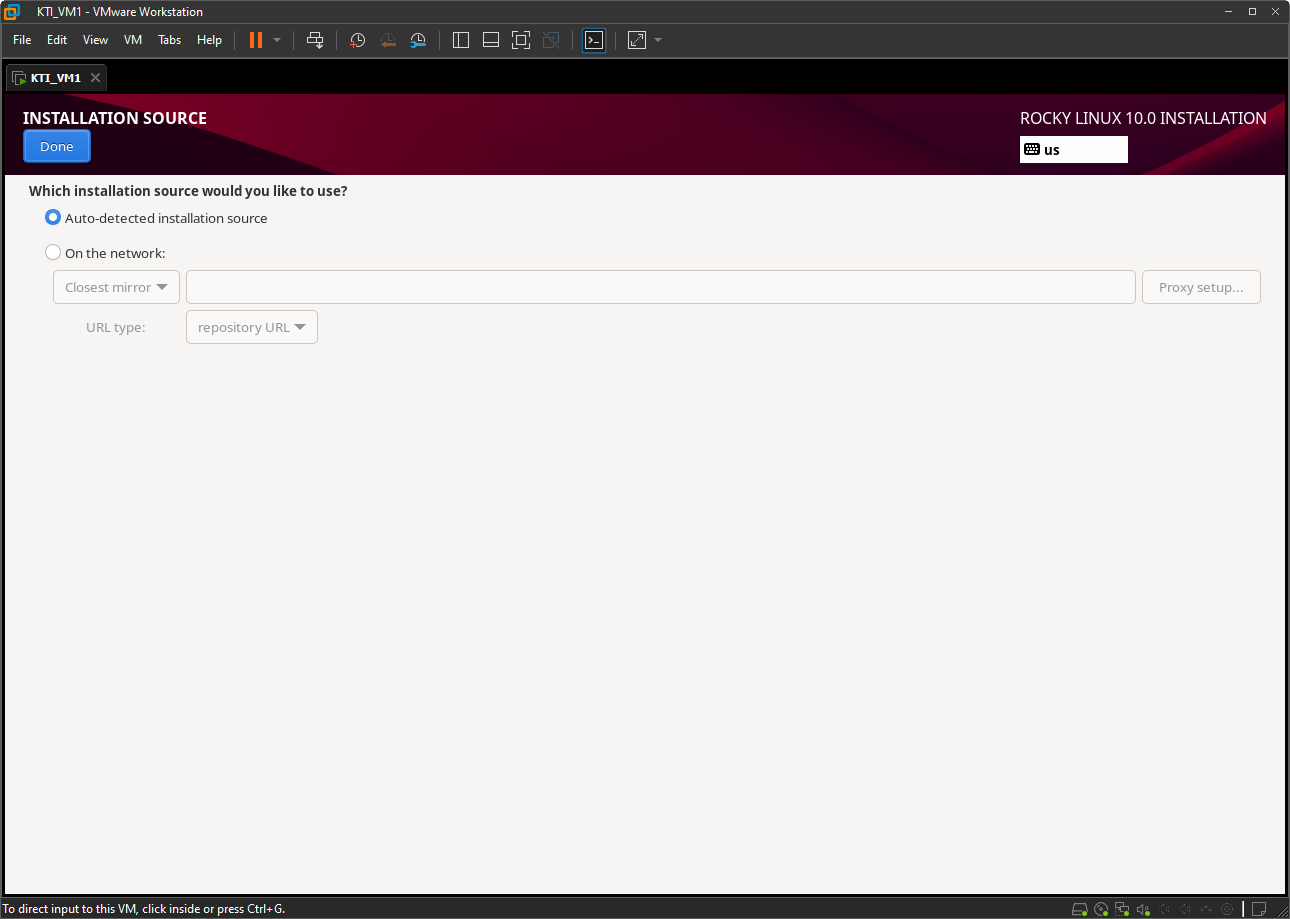 KTI_VM1 - VMware Workstation
File Edit View VM Tabs Help
KTI_VM1
INSTALLATION SOURCE
ROCKY LINUX 10.0 INSTALLATION
Done
us
Which installation source would you like to use?
Auto-detected installation source
On the network:
Closest mirror
Proxy setup...
URL type:
repository URL
To direct input to this VM, click inside or press Ctrl+G.